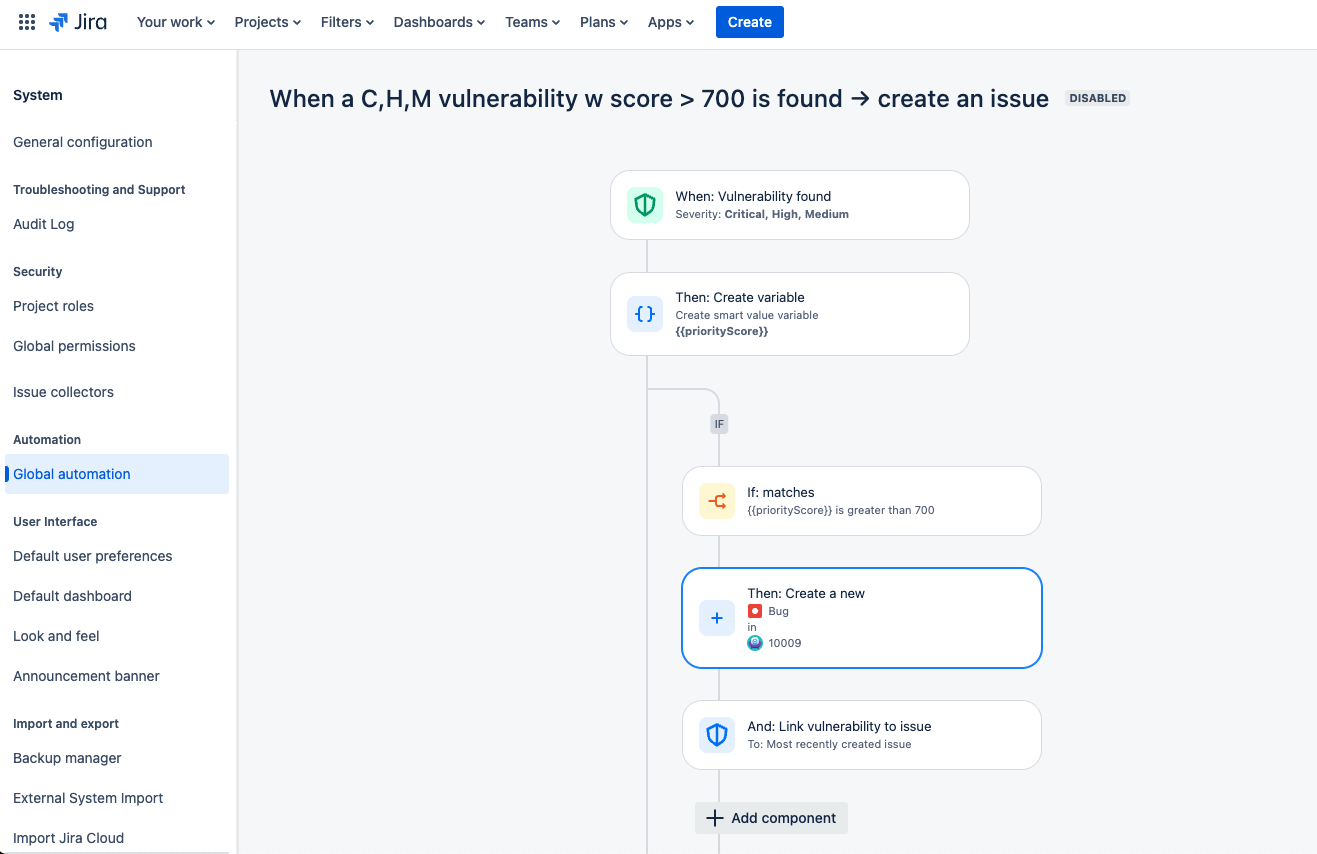 Jira Your work Projects Filters Dashboards Teams Plans Apps Create
System
General configuration
Troubleshooting and Support
Audit Log
Security
Project roles
Global permissions
Issue collectors
Automation
Global automation
User Interface
Default user preferences
Default dashboard
Look and feel
Announcement banner
Import and export
Backup manager
External System Import
Import Jira Cloud
When a C,H,M vulnerability w score > 700 is found → create an issue DISABLED
When: Vulnerability found
Severity: Critical, High, Medium
{ }
Then: Create variable
Create smart value variable
{{priorityScore}}
IF
If: matches
{{priorityScore}} is greater than 700
Then: Create a new
Bug
in
10009
And: Link vulnerability to issue
To: Most recently created issue
Add component